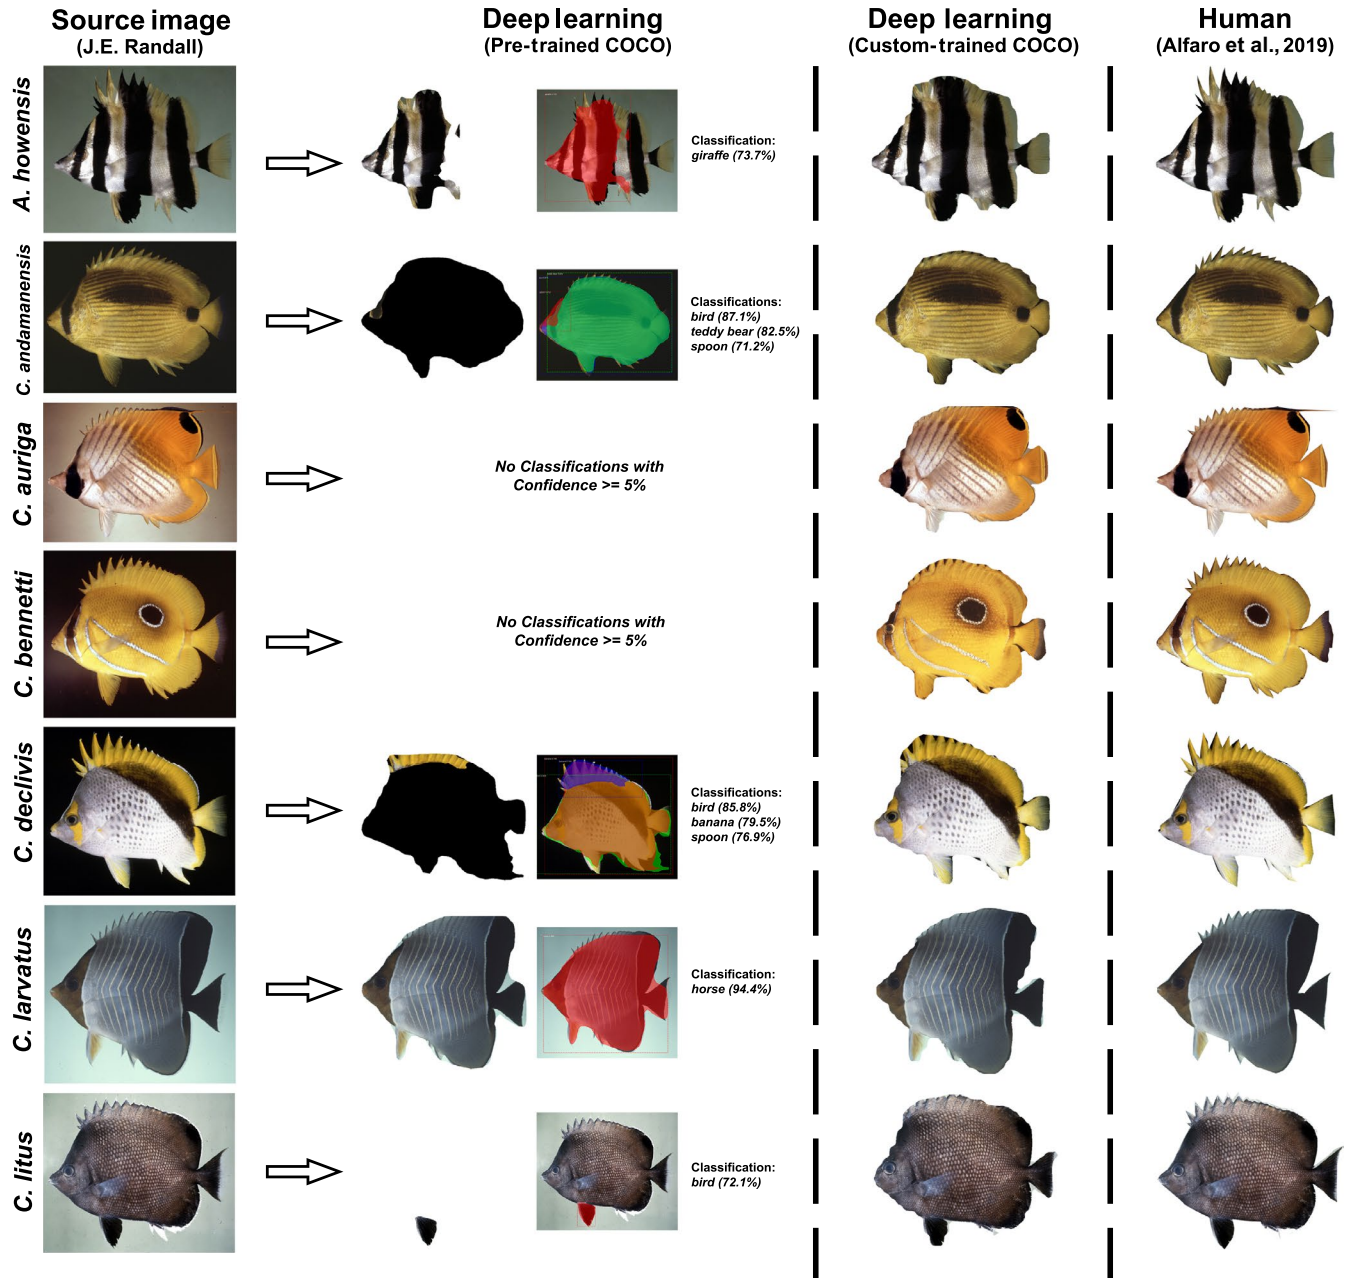 Source image
(J.E. Randall)
Deep learning
(Pre-trained COCO)
Deep learning
(Custom-trained COCO)
Human
(Alfaro et al., 2019)
A. howensis
Classification:
giraffe (73.7%)
C. andamanensis
Classifications:
bird (87.1%)
teddy bear (82.5%)
spoon (71.2%)
C. auriga
No Classifications with
Confidence >= 5%
C. bennetti
No Classifications with
Confidence >= 5%
C. declivis
Classifications:
bird (85.8%)
banana (79.5%)
spoon (76.9%)
C. larvatus
Classification:
horse (94.4%)
C. litus
Classification:
bird (72.1%)